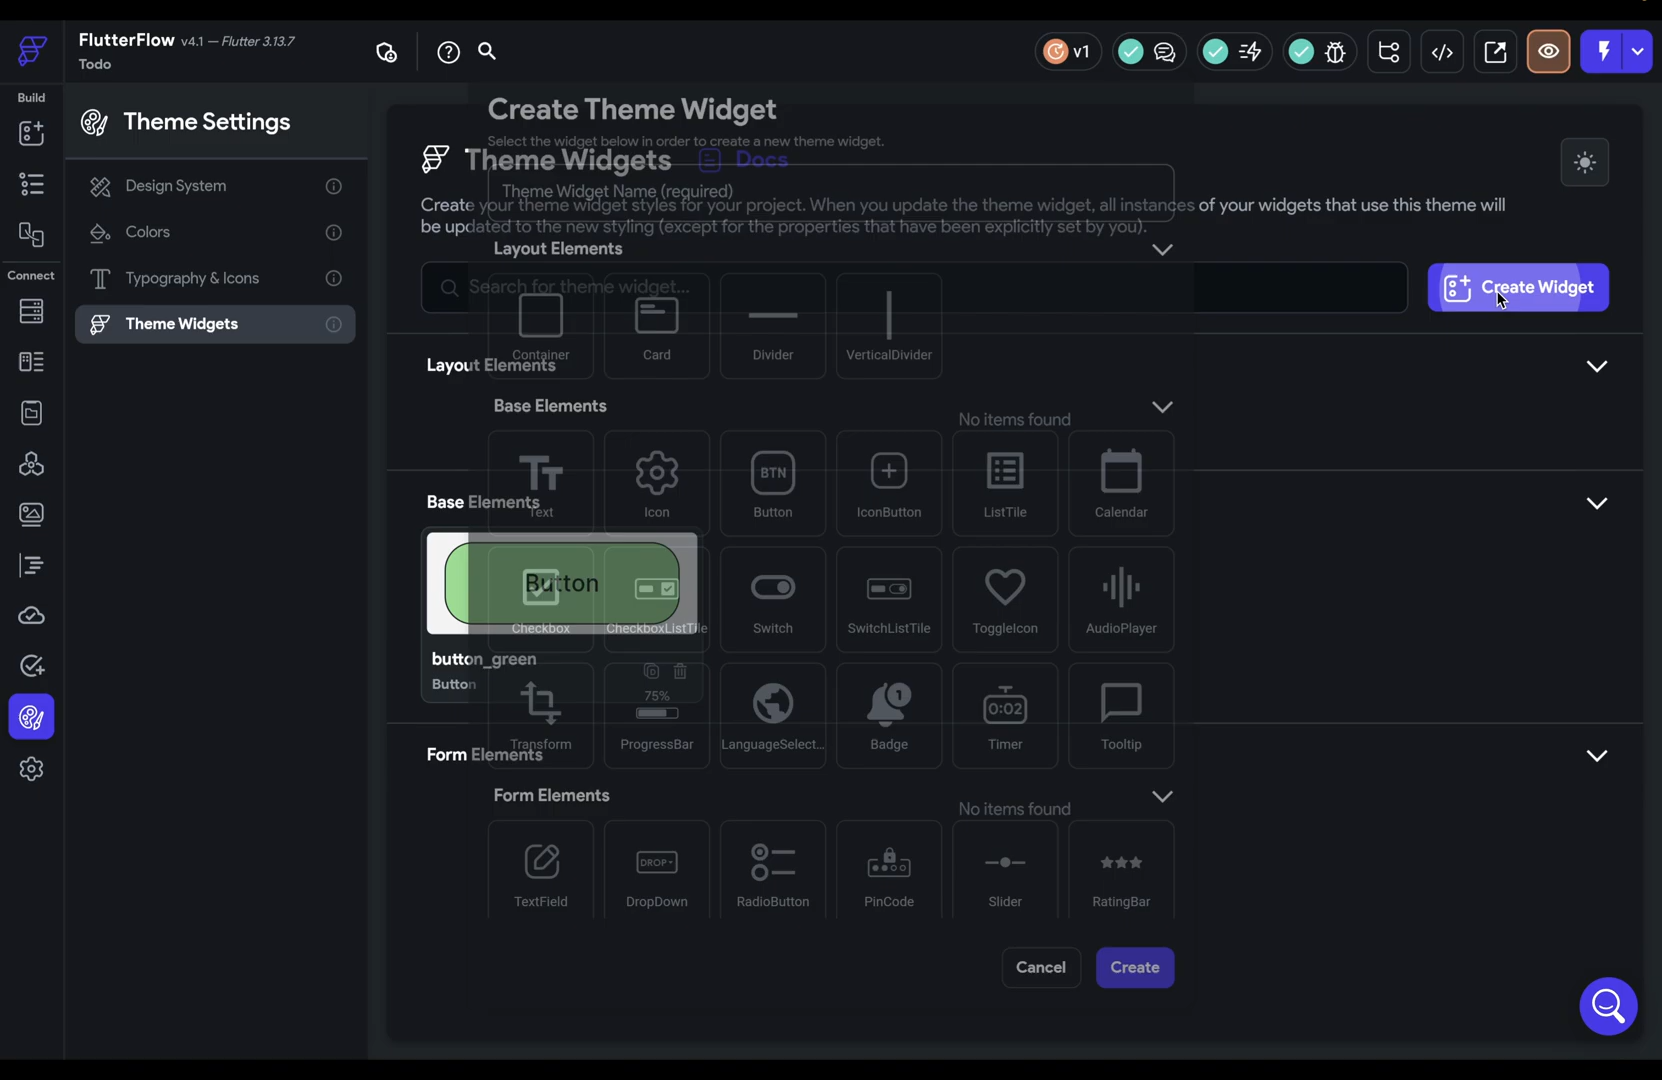 FlutterFlow v4.1 — Flutter 3.13.7
Todo
v1
Build
Connect
Theme Settings
Design System
Colors
Typography & Icons
Theme Widgets
Create Theme Widget
Select the widget below in order to create a new theme widget.
Theme Widget Name (required)
Theme Widgets
Docs
Create your theme widget styles for your project. When you update the theme widget, all instances of your widgets that use this theme will
be updated to the new styling (except for the properties that have been explicitly set by you).
Search for theme widget...
Create Widget
Layout Elements
Container
Card
Divider
VerticalDivider
Layout Elements
No items found
Base Elements
Text
Icon
BTN
Button
IconButton
ListTile
Calendar
Base Elements
Button
button_green
Button
Checkbox
CheckboxListTile
Switch
SwitchListTile
ToggleIcon
AudioPlayer
Transform
75%
ProgressBar
LanguageSelect...
1
Badge
0:02
Timer
Tooltip
Form Elements
No items found
Form Elements
TextField
DROP
DropDown
RadioButton
PinCode
Slider
RatingBar
Cancel
Create